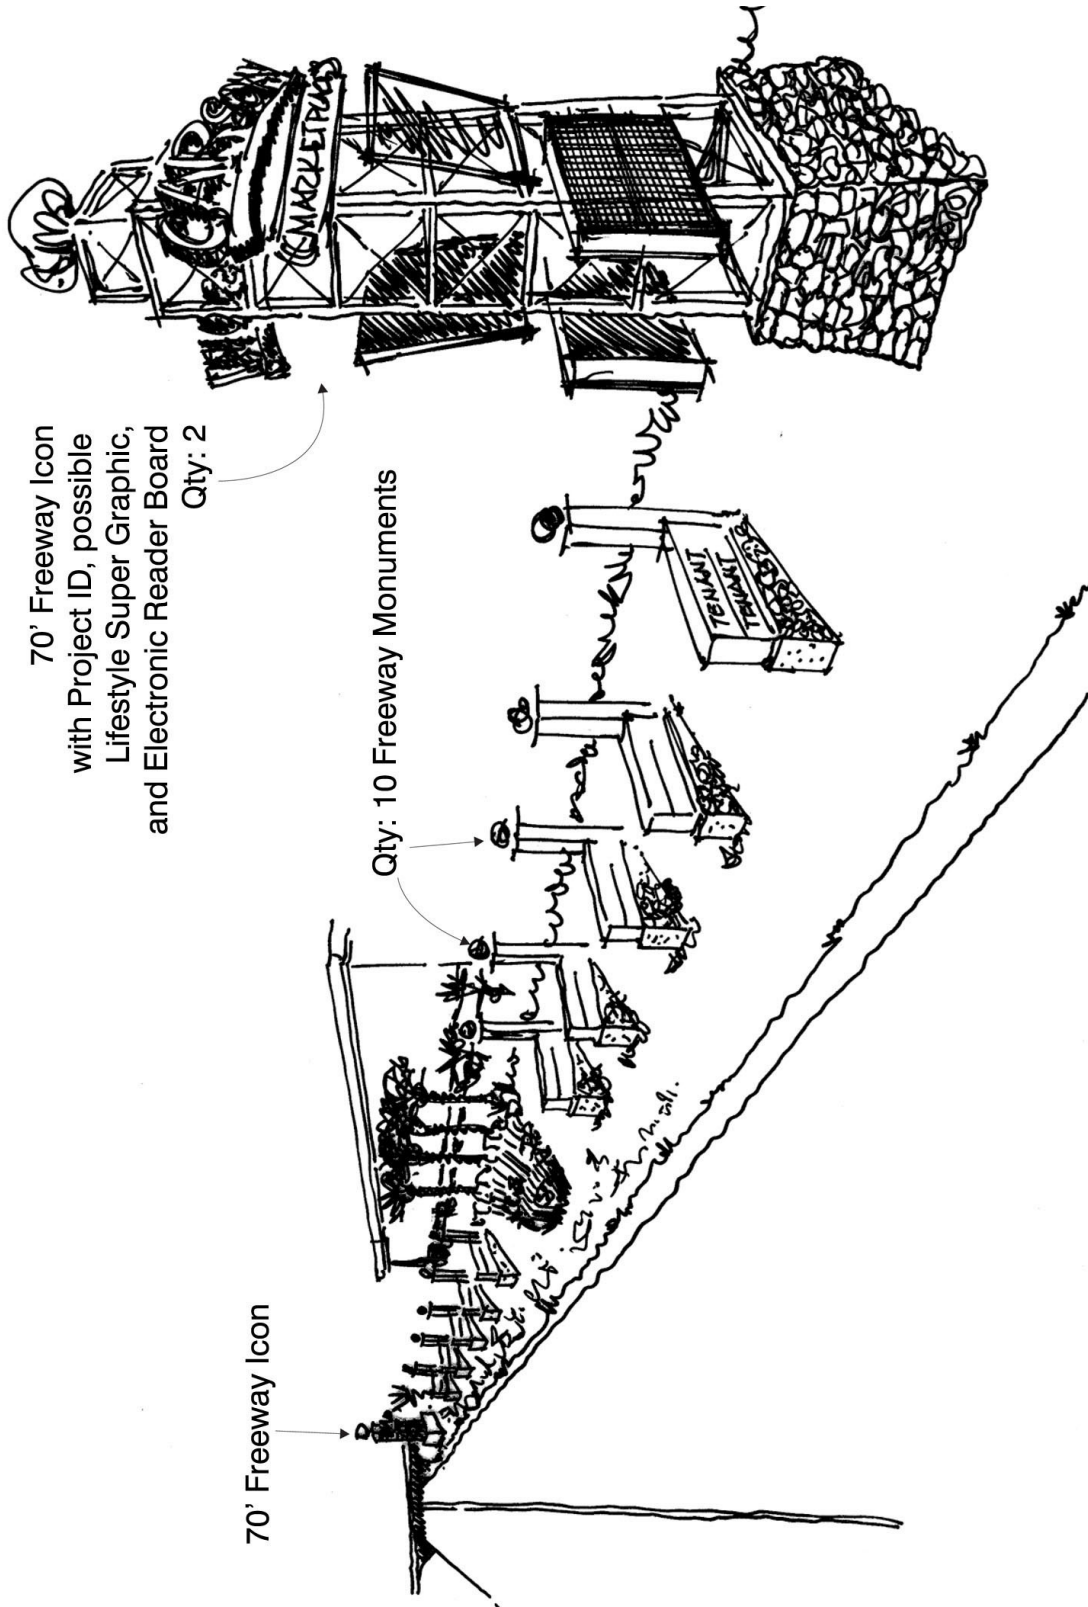 70' Freeway Icon
with Project ID, possible
Lifestyle Super Graphic,
and Electronic Reader Board
Qty: 2
MARKETPLACE
Qty: 10 Freeway Monuments
TENANT
TENANT
70' Freeway Icon